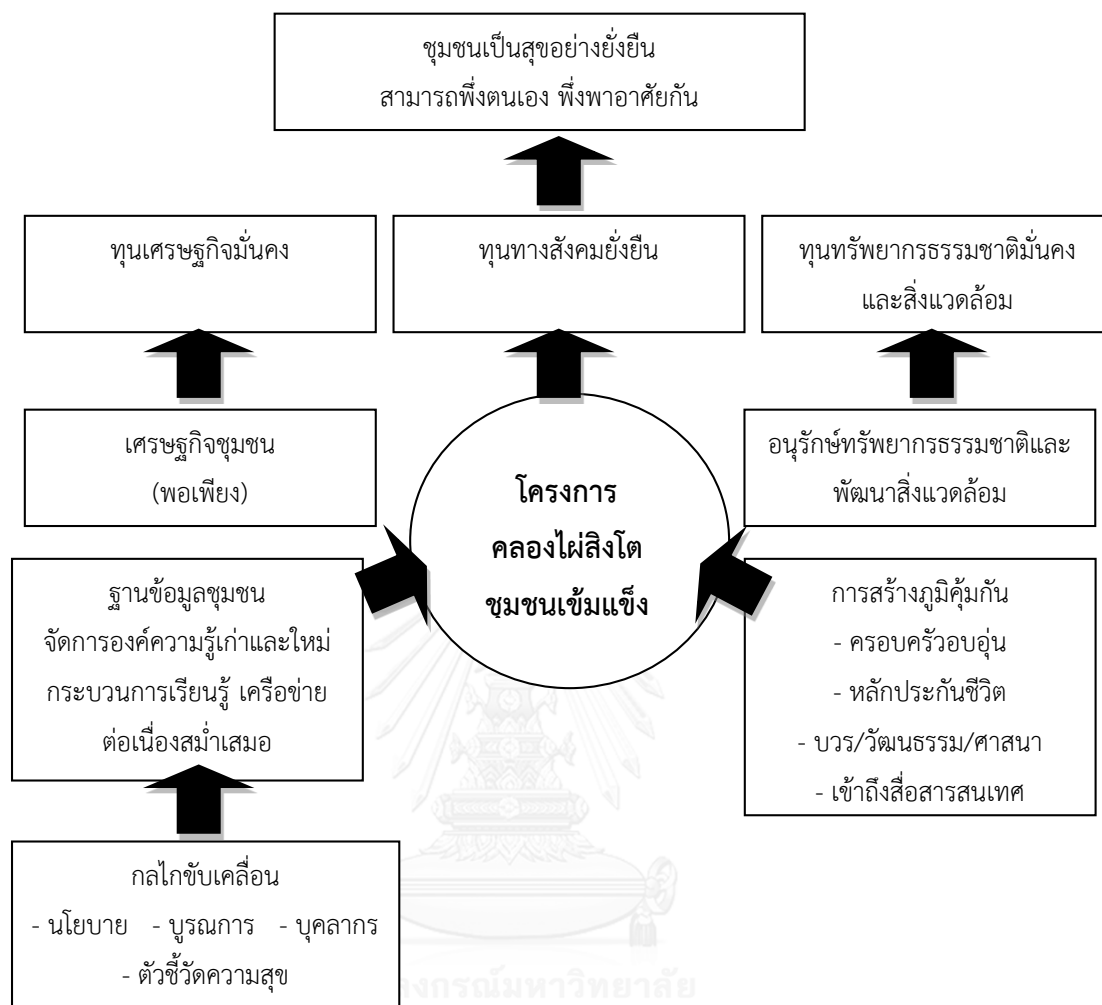 ชุมชนเป็นสุขอย่างยั่งยืน
สามารถพึ่งตนเอง พึ่งพาอาศัยกัน
ทุนเศรษฐกิจมั่นคง
ทุนทางสังคมยั่งยืน
ทุนทรัพยากรธรรมชาติมั่นคง
และสิ่งแวดล้อม
เศรษฐกิจชุมชน
(พอเพียง)
โครงการ
คลองไผ่สิงโต
ชุมชนเข้มแข็ง
อนุรักษ์ทรัพยากรธรรมชาติและ
พัฒนาสิ่งแวดล้อม
ฐานข้อมูลชุมชน
จัดการองค์ความรู้เก่าและใหม่
กระบวนการเรียนรู้ เครือข่าย
ต่อเนื่องสม่ำเสมอ
การสร้างภูมิคุ้มกัน
- ครอบครัวอบอุ่น
- หลักประกันชีวิต
- บวร/วัฒนธรรม/ศาสนา
- เข้าถึงสื่อสารสนเทศ
กลไกขับเคลื่อน
- นโยบาย - บูรณการ - บุคลากร
- ตัวชี้วัดความสุข
ลงกรณ์มหาวิทยาลัย